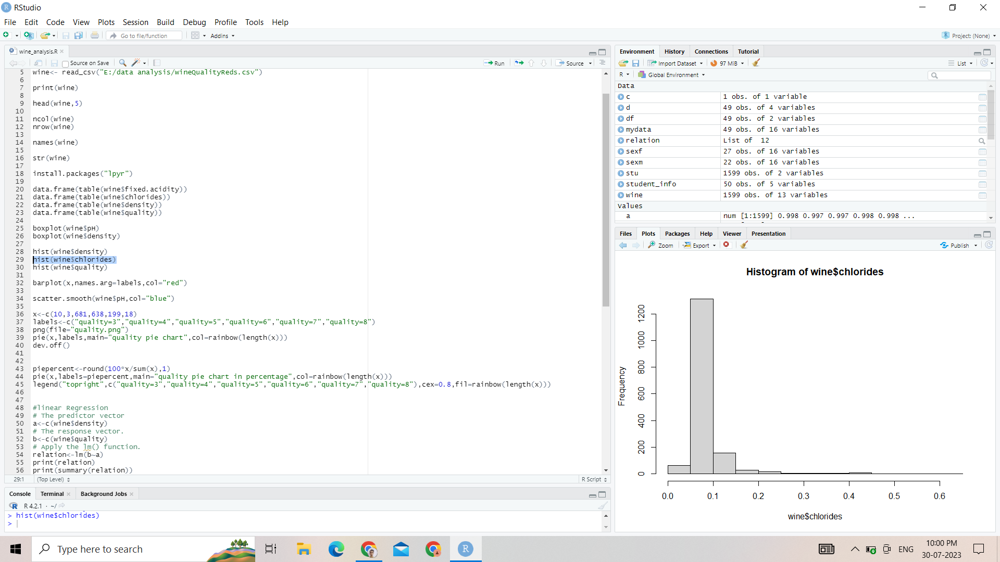 RStudio
File Edit Code View Plots Session Build Debug Profile Tools Help
Go to file/function Addins Project: (None)
wine_analysis.R
Source on Save Run Source
5 wine<- read_csv("E:/data analysis/wineQualityReds.csv")
6
7 print(wine)
8
9 head(wine,5)
10
11 ncol(wine)
12 nrow(wine)
13
14 names(wine)
15
16 str(wine)
17
18 install.packages("lpyr")
19
20 data.frame(table(wine$fixed.acidity))
21 data.frame(table(wine$chlorides))
22 data.frame(table(wine$density))
23 data.frame(table(wine$quality))
24
25 boxplot(wine$pH)
26 boxplot(wine$density)
27
28 hist(wine$density)
29 hist(wine$chlorides)
30 hist(wine$quality)
31
32 barplot(x,names.arg=labels,col="red")
33
34 scatter.smooth(wine$pH,col="blue")
35
36 x<-c(10,3,681,638,199,18)
37 labels<-c("quality=3","quality=4","quality=5","quality=6","quality=7","quality=8")
38 png(file="quality.png")
39 pie(x,labels,main="quality pie chart",col=rainbow(length(x)))
40 dev.off()
41
42
43 piepercent<-round(100*x/sum(x),1)
44 pie(x,labels=piepercent,main="quality pie chart in percentage",col=rainbow(length(x)))
45 legend("topright",c("quality=3","quality=4","quality=5","quality=6","quality=7","quality=8"),cex=0.8,fil=rainbow(length(x)))
46
47
48 #linear Regression
49 # The predictor vector
50 a<-c(wine$density)
51 # The response vector.
52 b<-c(wine$quality)
53 # Apply the lm() function.
54 relation<-lm(b~a)
55 print(relation)
56 print(summary(relation))
29:1 (Top Level) R Script
Console Terminal Background Jobs
R 4.2.1 · ~/
> hist(wine$chlorides)
>
Environment History Connections Tutorial
Import Dataset 97 MiB List
R Global Environment
Data
c 1 obs. of 1 variable
d 49 obs. of 4 variables
df 49 obs. of 2 variables
mydata 49 obs. of 16 variables
relation List of 12
sexf 27 obs. of 16 variables
sexm 22 obs. of 16 variables
stu 1599 obs. of 2 variables
student_info 50 obs. of 5 variables
wine 1599 obs. of 13 variables
Values
a num [1:1599] 0.998 0.997 0.997 0.998 0.998 ...
Files Plots Packages Help Viewer Presentation
Zoom Export Publish
Histogram of wine$chlorides
Frequency
0 200 400 600 800 1000 1200
0.0 0.1 0.2 0.3 0.4 0.5 0.6
wine$chlorides
Type here to search
ENG
10:00 PM
30-07-2023